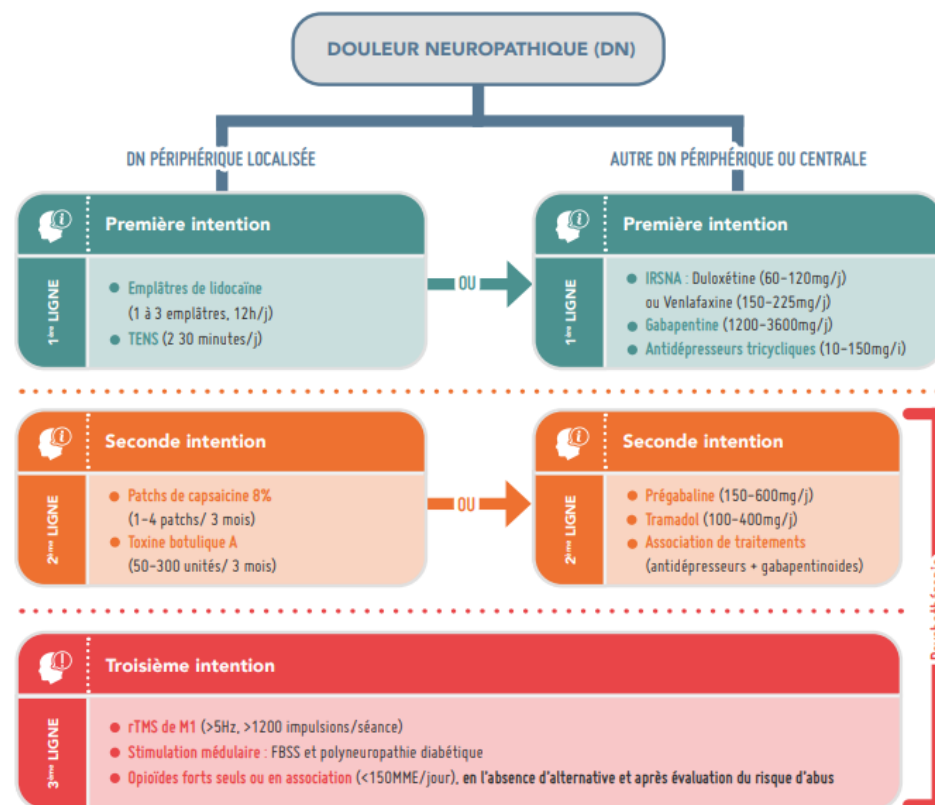 DOULEUR NEUROPATHIQUE (DN)
DN PÉRIPHÉRIQUE LOCALISÉE
AUTRE DN PÉRIPHÉRIQUE OU CENTRALE
Première intention
1ère LIGNE
● Emplâtres de lidocaïne
(1 à 3 emplâtres, 12h/j)
● TENS (2 30 minutes/j)
OU
Première intention
1ère LIGNE
● IRSNA : Duloxétine (60-120mg/j)
ou Venlafaxine (150-225mg/j)
● Gabapentine (1200-3600mg/j)
● Antidépresseurs tricycliques (10-150mg/i)
Seconde intention
2ième LIGNE
● Patchs de capsaicine 8%
(1-4 patchs/ 3 mois)
● Toxine botulique A
(50-300 unités/ 3 mois)
OU
Seconde intention
2ième LIGNE
● Prégabaline (150-600mg/j)
● Tramadol (100-400mg/j)
● Association de traitements
(antidépresseurs + gabapentinoides)
Troisième intention
3ème LIGNE
● rTMS de M1 (>5Hz, >1200 impulsions/séance)
● Stimulation médulaire : FBSS et polyneuropathie diabétique
● Opioïdes forts seuls ou en association (<150MME/jour), en l'absence d'alternative et après évaluation du risque d'abus